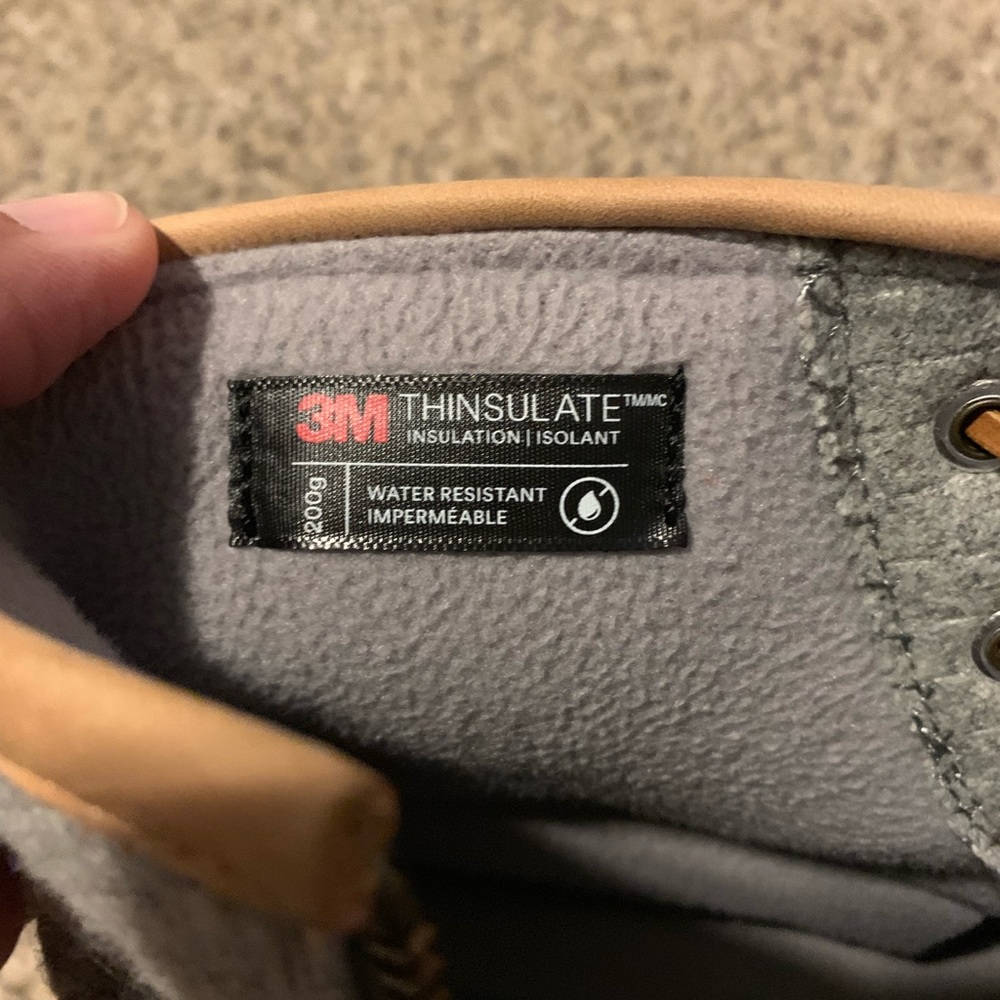 3M THINSULATE™/MC
INSULATION | ISOLANT
200g
WATER RESISTANT
IMPERMÉABLE